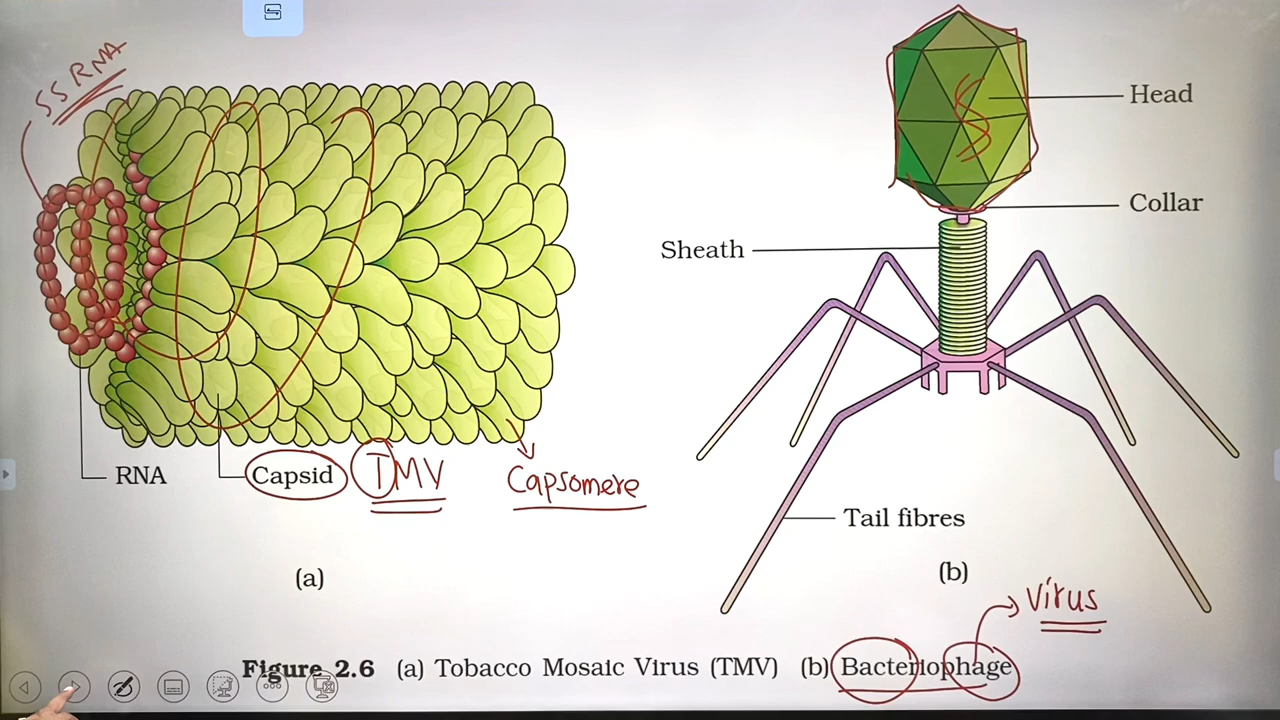 SS RNA
Head
Collar
Sheath
RNA
Capsid
TMV
Capsomere
Tail fibres
(a)
(b)
Virus
Figure 2.6 (a) Tobacco Mosaic Virus (TMV) (b) Bacteriophage